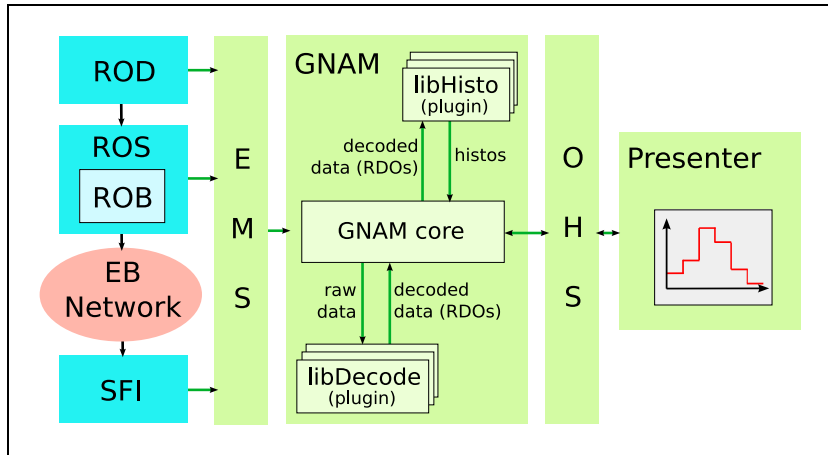 ROD
ROS
ROB
EB
Network
SFI
E
M
S
GNAM
libHisto
(plugin)
decoded
data (RDOs)
histos
GNAM core
raw
data
decoded
data (RDOs)
libDecode
(plugin)
O
H
S
Presenter